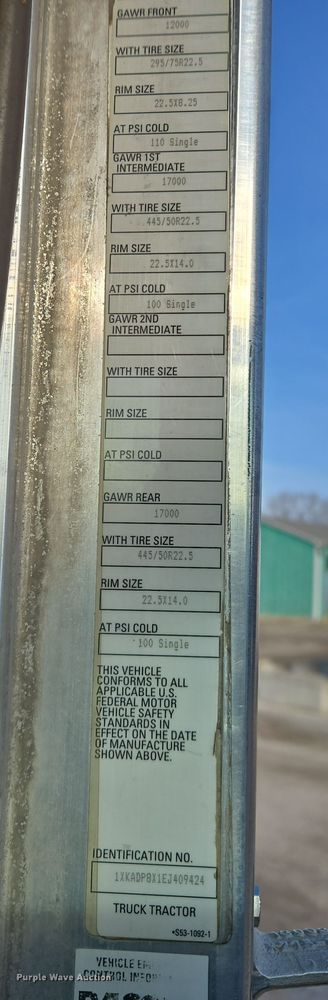 GAWR FRONT
12000
WITH TIRE SIZE
295/75R22.5
RIM SIZE
22.5X8.25
AT PSI COLD
110 Single
GAWR 1ST
INTERMEDIATE
17000
WITH TIRE SIZE
445/50R22.5
RIM SIZE
22.5X14.0
AT PSI COLD
100 Single
GAWR 2ND
INTERMEDIATE
WITH TIRE SIZE
RIM SIZE
AT PSI COLD
GAWR REAR
17000
WITH TIRE SIZE
445/50R22.5
RIM SIZE
22.5X14.0
AT PSI COLD
100 Single
THIS VEHICLE
CONFORMS TO ALL
APPLICABLE U.S.
FEDERAL MOTOR
VEHICLE SAFETY
STANDARDS IN
EFFECT ON THE DATE
OF MANUFACTURE
SHOWN ABOVE.
IDENTIFICATION NO.
1XKADP8X1EJ409424
TRUCK TRACTOR
•S53-1092-1
VEHICLE
CONTROL
Purple Wave Auction